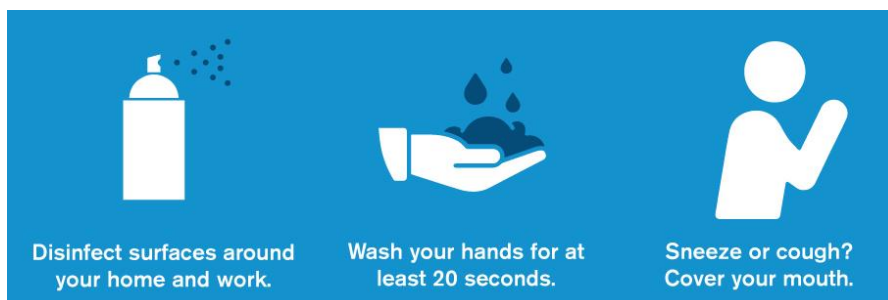 Disinfect surfaces around
your home and work.
Wash your hands for at
least 20 seconds.
Sneeze or cough?
Cover your mouth.